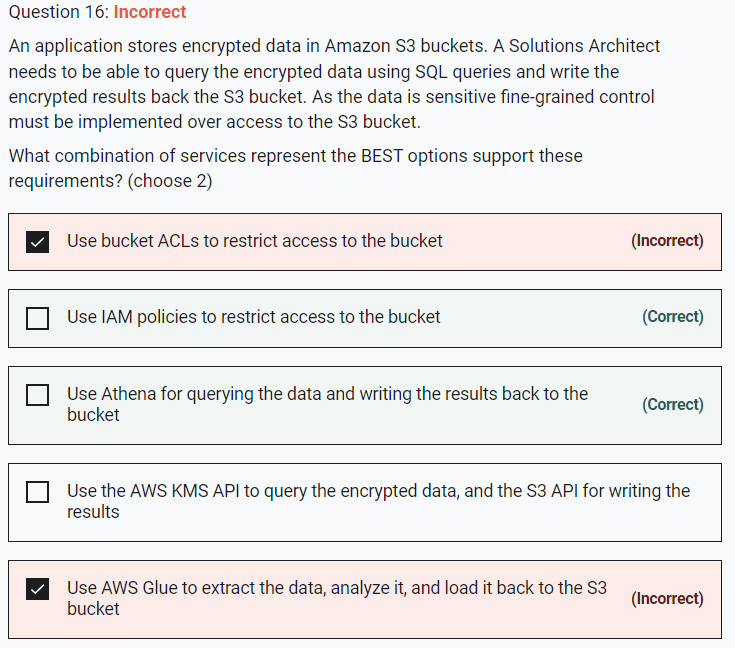 Question 16: Incorrect
An application stores encrypted data in Amazon S3 buckets. A Solutions Architect
needs to be able to query the encrypted data using SQL queries and write the
encrypted results back the S3 bucket. As the data is sensitive fine-grained control
must be implemented over access to the S3 bucket.
What combination of services represent the BEST options support these
requirements? (choose 2)
Use bucket ACLs to restrict access to the bucket (Incorrect)
Use IAM policies to restrict access to the bucket (Correct)
Use Athena for querying the data and writing the results back to the
bucket (Correct)
Use the AWS KMS API to query the encrypted data, and the S3 API for writing the
results
Use AWS Glue to extract the data, analyze it, and load it back to the S3
bucket (Incorrect)